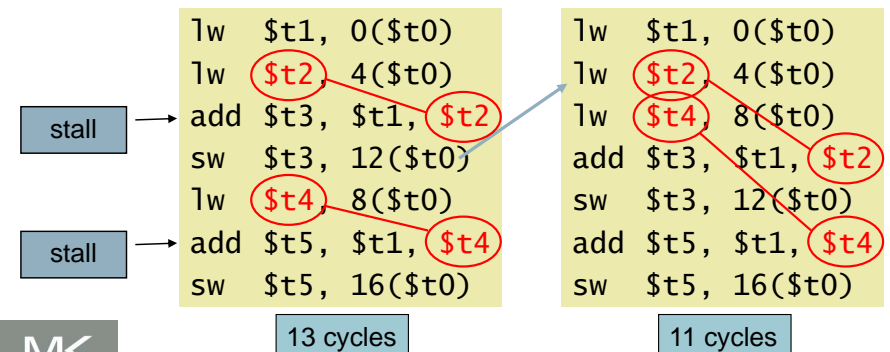 lw $t1, 0($t0)
lw $t2, 4($t0)
stall
add $t3, $t1, $t2
sw $t3, 12($t0)
lw $t4, 8($t0)
stall
add $t5, $t1, $t4
sw $t5, 16($t0)
13 cycles
lw $t1, 0($t0)
lw $t2, 4($t0)
lw $t4, 8($t0)
add $t3, $t1, $t2
sw $t3, 12($t0)
add $t5, $t1, $t4
sw $t5, 16($t0)
11 cycles
MK